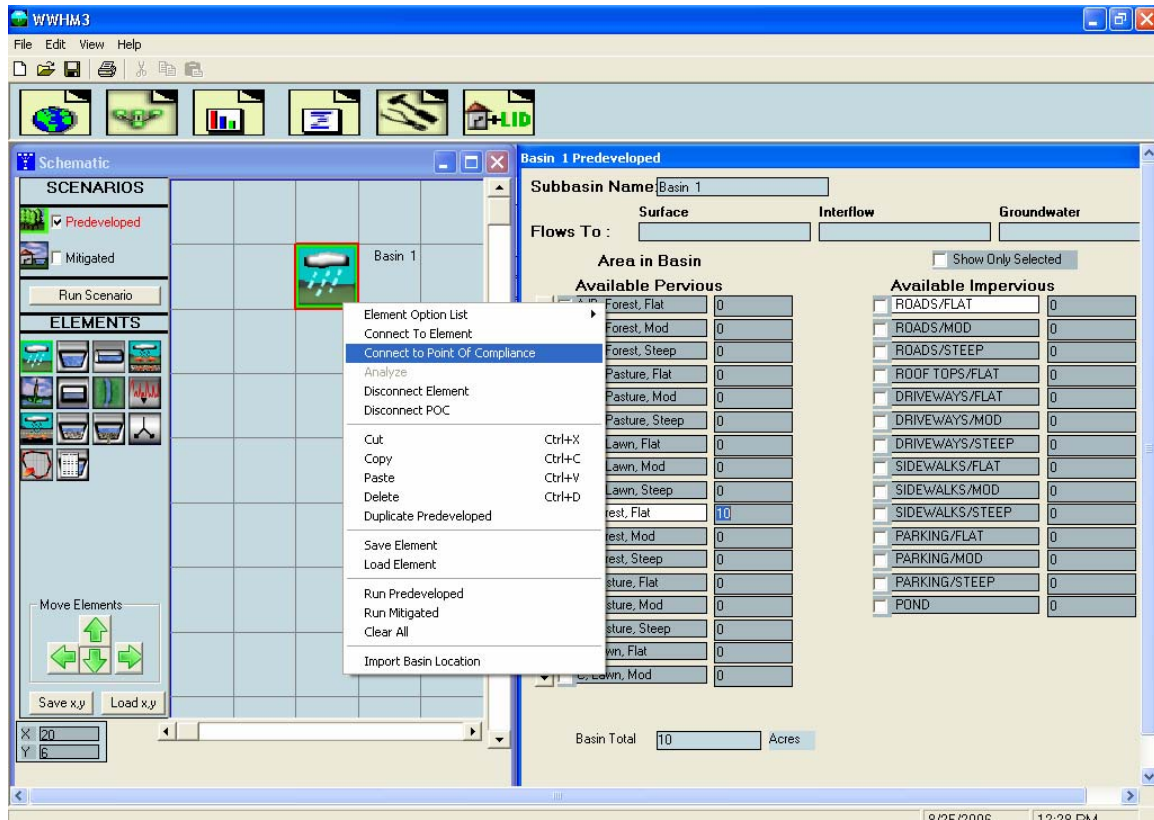 WWHM3
File Edit View Help
+LID
Schematic
SCENARIOS
Predeveloped
Mitigated
Run Scenario
ELEMENTS
Move Elements
Save x,y Load x,y
X 20
Y 6
Basin 1
Element Option List
Connect To Element
Connect to Point Of Compliance
Analyze
Disconnect Element
Disconnect POC
Cut Ctrl+X
Copy Ctrl+C
Paste Ctrl+V
Delete Ctrl+D
Duplicate Predeveloped
Save Element
Load Element
Run Predeveloped
Run Mitigated
Clear All
Import Basin Location
Basin 1 Predeveloped
Subbasin Name: Basin 1
Surface Interflow Groundwater
Flows To :
Area in Basin Show Only Selected
Available Pervious Available Impervious
Forest, Flat 0 ROADS/FLAT 0
Forest, Mod 0 ROADS/MOD 0
Forest, Steep 0 ROADS/STEEP 0
Pasture, Flat 0 ROOF TOPS/FLAT 0
Pasture, Mod 0 DRIVEWAYS/FLAT 0
Pasture, Steep 0 DRIVEWAYS/MOD 0
Lawn, Flat 0 DRIVEWAYS/STEEP 0
Lawn, Mod 0 SIDEWALKS/FLAT 0
Lawn, Steep 0 SIDEWALKS/MOD 0
rest, Flat 10 SIDEWALKS/STEEP 0
rest, Mod 0 PARKING/FLAT 0
rest, Steep 0 PARKING/MOD 0
sture, Flat 0 PARKING/STEEP 0
sture, Mod 0 POND 0
sture, Steep 0
wn, Flat 0
C, Lawn, Mod 0
Basin Total 10 Acres
8/25/2006 12:28 PM